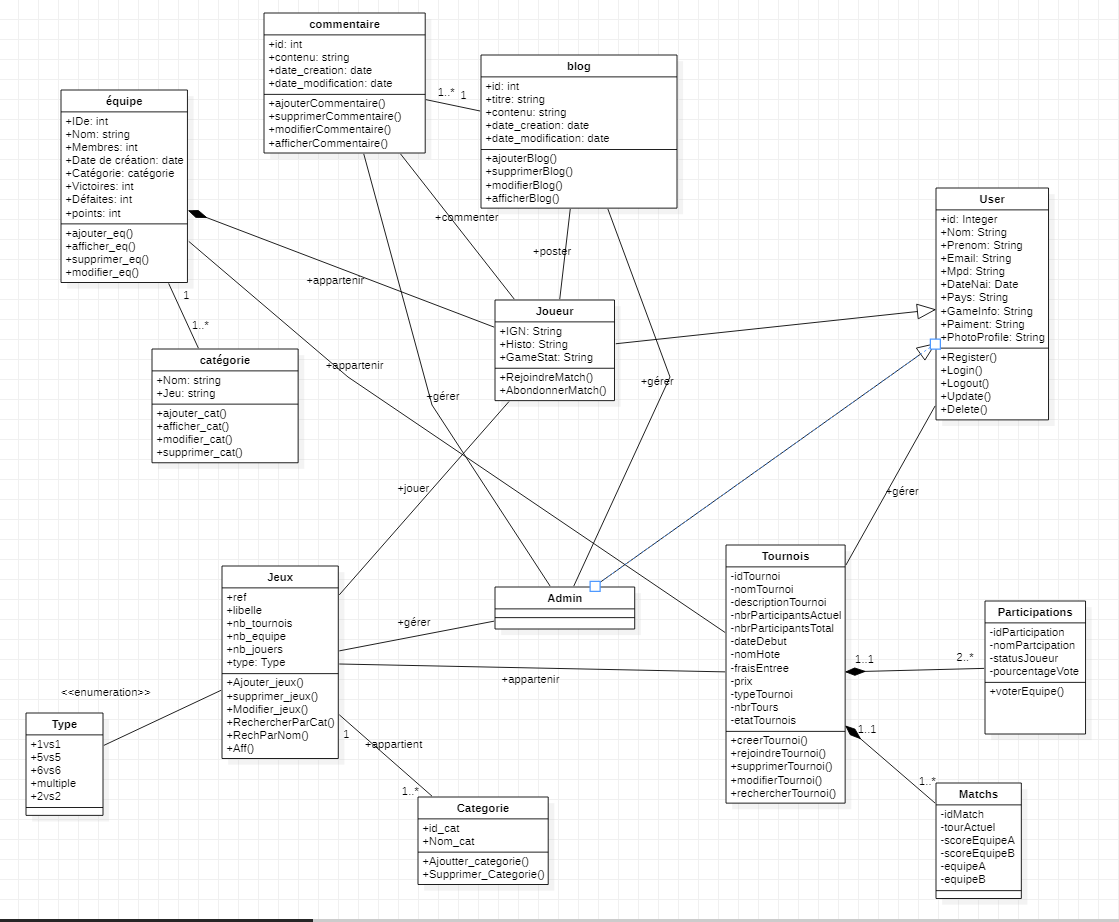 commentaire
+id: int
+contenu: string
+date_creation: date
+date_modification: date
+ajouterCommentaire()
+supprimerCommentaire()
+modifierCommentaire()
+afficherCommentaire()
1..*
1
blog
+id: int
+titre: string
+contenu: string
+date_creation: date
+date_modification: date
+ajouterBlog()
+supprimerBlog()
+modifierBlog()
+afficherBlog()
équipe
+IDe: int
+Nom: string
+Membres: int
+Date de création: date
+Catégorie: catégorie
+Victoires: int
+Défaites: int
+points: int
+ajouter_eq()
+afficher_eq()
+supprimer_eq()
+modifier_eq()
User
+id: Integer
+Nom: String
+Prenom: String
+Email: String
+Mpd: String
+DateNai: Date
+Pays: String
+GameInfo: String
+Paiment: String
+PhotoProfile: String
+Register()
+Login()
+Logout()
+Update()
+Delete()
+commenter
+poster
+appartenir
1
1..*
Joueur
+IGN: String
+Histo: String
+GameStat: String
+RejoindreMatch()
+AbondonnerMatch()
catégorie
+Nom: string
+Jeu: string
+ajouter_cat()
+afficher_cat()
+modifier_cat()
+supprimer_cat()
+appartenir
+gérer
+gérer
+jouer
+gérer
Jeux
+ref
+libelle
+nb_tournois
+nb_equipe
+nb_jouers
+type: Type
+Ajouter_jeux()
+supprimer_jeux()
+Modifier_jeux()
+RechercherParCat()
+RechParNom()
+Aff()
Admin
+gérer
+appartenir
Tournois
-idTournoi
-nomTournoi
-descriptionTournoi
-nbrParticipantsActuel
-nbrParticipantsTotal
-dateDebut
-nomHote
-fraisEntree
-prix
-typeTournoi
-nbrTours
-etatTournois
+creerTournoi()
+rejoindreTournoi()
+supprimerTournoi()
+modifierTournoi()
+rechercherTournoi()
1..1
2..*
Participations
-idParticipation
-nomPartcipation
-statusJoueur
-pourcentageVote
+voterEquipe()
<<enumeration>>
Type
+1vs1
+5vs5
+6vs6
+multiple
+2vs2
1
+appartient
1..*
Categorie
+id_cat
+Nom_cat
+Ajoutter_categorie()
+Supprimer_Categorie()
1..1
1..*
Matchs
-idMatch
-tourActuel
-scoreEquipeA
-scoreEquipeB
-equipeA
-equipeB